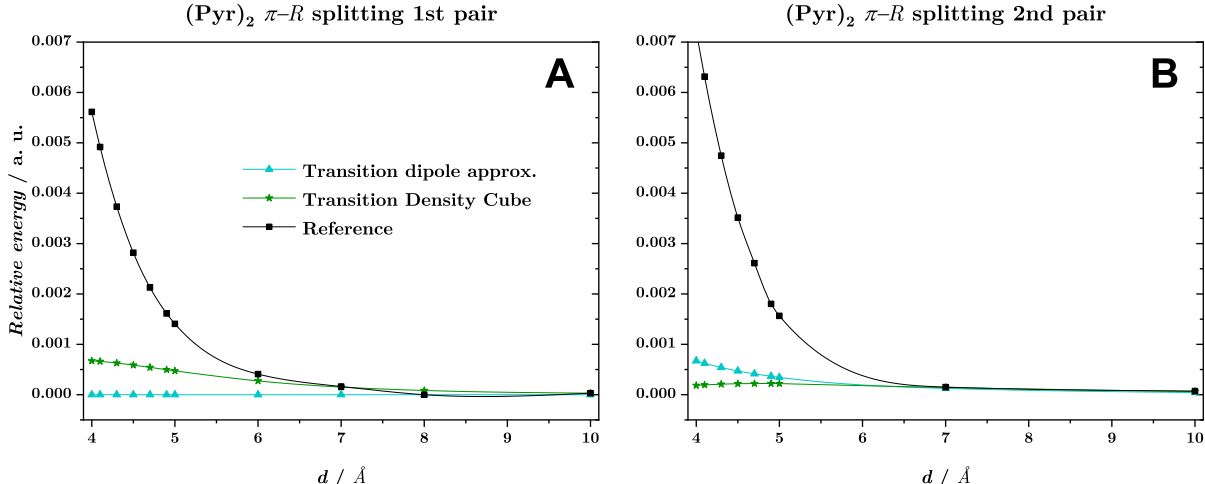 (Pyr)₂ π–R splitting 1st pair
A
Relative energy / a. u.
0.007
0.006
0.005
0.004
0.003
0.002
0.001
0.000
Transition dipole approx.
Transition Density Cube
Reference
4 5 6 7 8 9 10
d / Å
(Pyr)₂ π–R splitting 2nd pair
B
0.007
0.006
0.005
0.004
0.003
0.002
0.001
0.000
4 5 6 7 8 9 10
d / Å